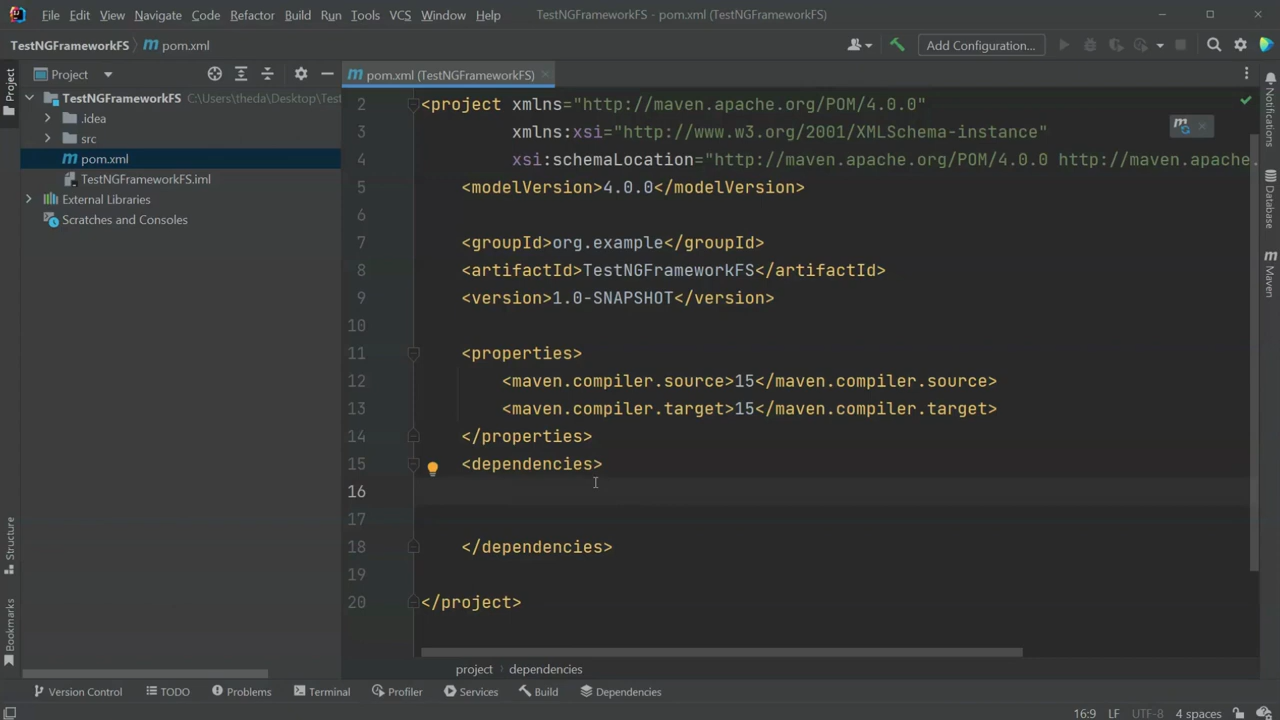 File Edit View Navigate Code Refactor Build Run Tools VCS Window Help TestNGFrameworkFS - pom.xml (TestNGFrameworkFS)
TestNGFrameworkFS pom.xml Add Configuration...
Project
Project
pom.xml (TestNGFrameworkFS)
TestNGFrameworkFS C:\Users\theda\Desktop\Test
.idea
src
pom.xml
TestNGFrameworkFS.iml
External Libraries
Scratches and Consoles
2 <project xmlns="http://maven.apache.org/POM/4.0.0"
3 xmlns:xsi="http://www.w3.org/2001/XMLSchema-instance"
4 xsi:schemaLocation="http://maven.apache.org/POM/4.0.0 http://maven.apache.
5 <modelVersion>4.0.0</modelVersion>
6
7 <groupId>org.example</groupId>
8 <artifactId>TestNGFrameworkFS</artifactId>
9 <version>1.0-SNAPSHOT</version>
10
11 <properties>
12 <maven.compiler.source>15</maven.compiler.source>
13 <maven.compiler.target>15</maven.compiler.target>
14 </properties>
15 <dependencies>
16
17
18 </dependencies>
19
20 </project>
Notifications
Database
Maven
Structure
Bookmarks
project dependencies
Version Control TODO Problems Terminal Profiler Services Build Dependencies
16:9 LF UTF-8 4 spaces